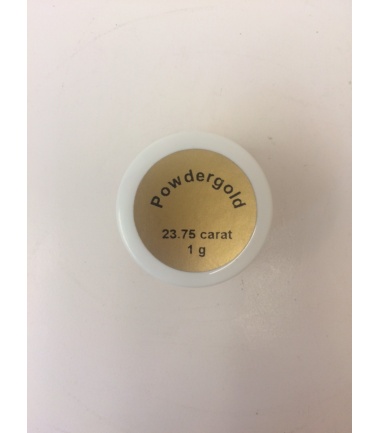 Powdergold
23.75 carat
1 g